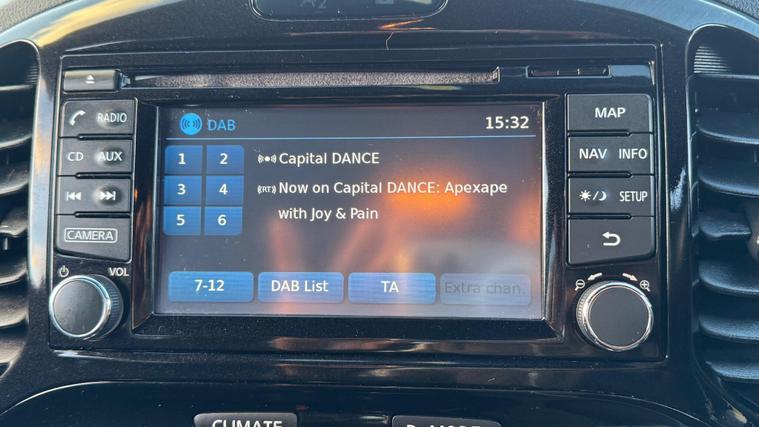 RADIO
CD AUX
CAMERA
VOL
DAB 15:32
1 2
3 4
5 6
Capital DANCE
RT Now on Capital DANCE: Apexape
with Joy & Pain
7-12 DAB List TA Extra chan.
MAP
NAV INFO
SETUP
CLIMATE